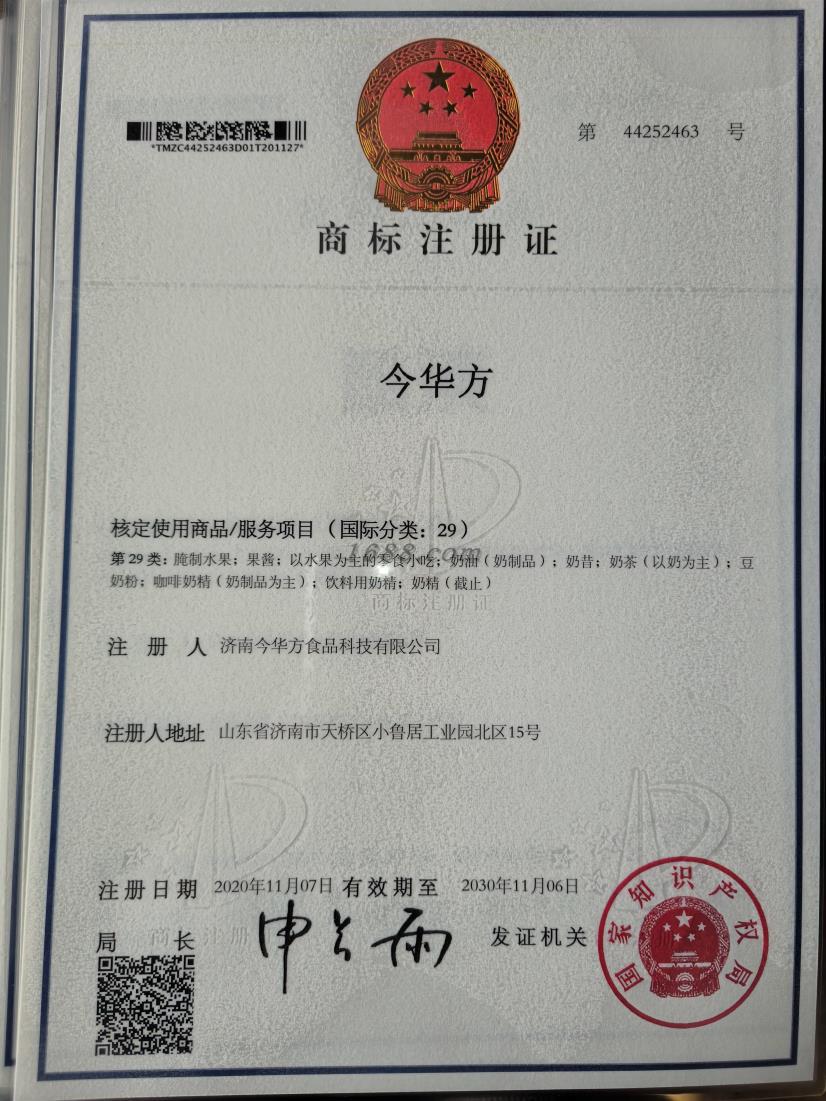 *TMZC44252463D01T201127*
第 44252463 号
商标注册证
今华方
核定使用商品/服务项目（国际分类：29）
1688.com
第 29 类：腌制水果；果酱；以水果为主的零食小吃；奶油（奶制品）；奶昔；奶茶（以奶为主）；豆
奶粉；咖啡奶精（奶制品为主）；饮料用奶精；奶精（截止）
商标注册证
注 册 人 济南今华方食品科技有限公司
注册人地址 山东省济南市天桥区小鲁居工业园北区15号
注册日期 2020年11月07日 有效期至 2030年11月06日
局 长 申长雨 发证机关
商标注册
国家知识产权局